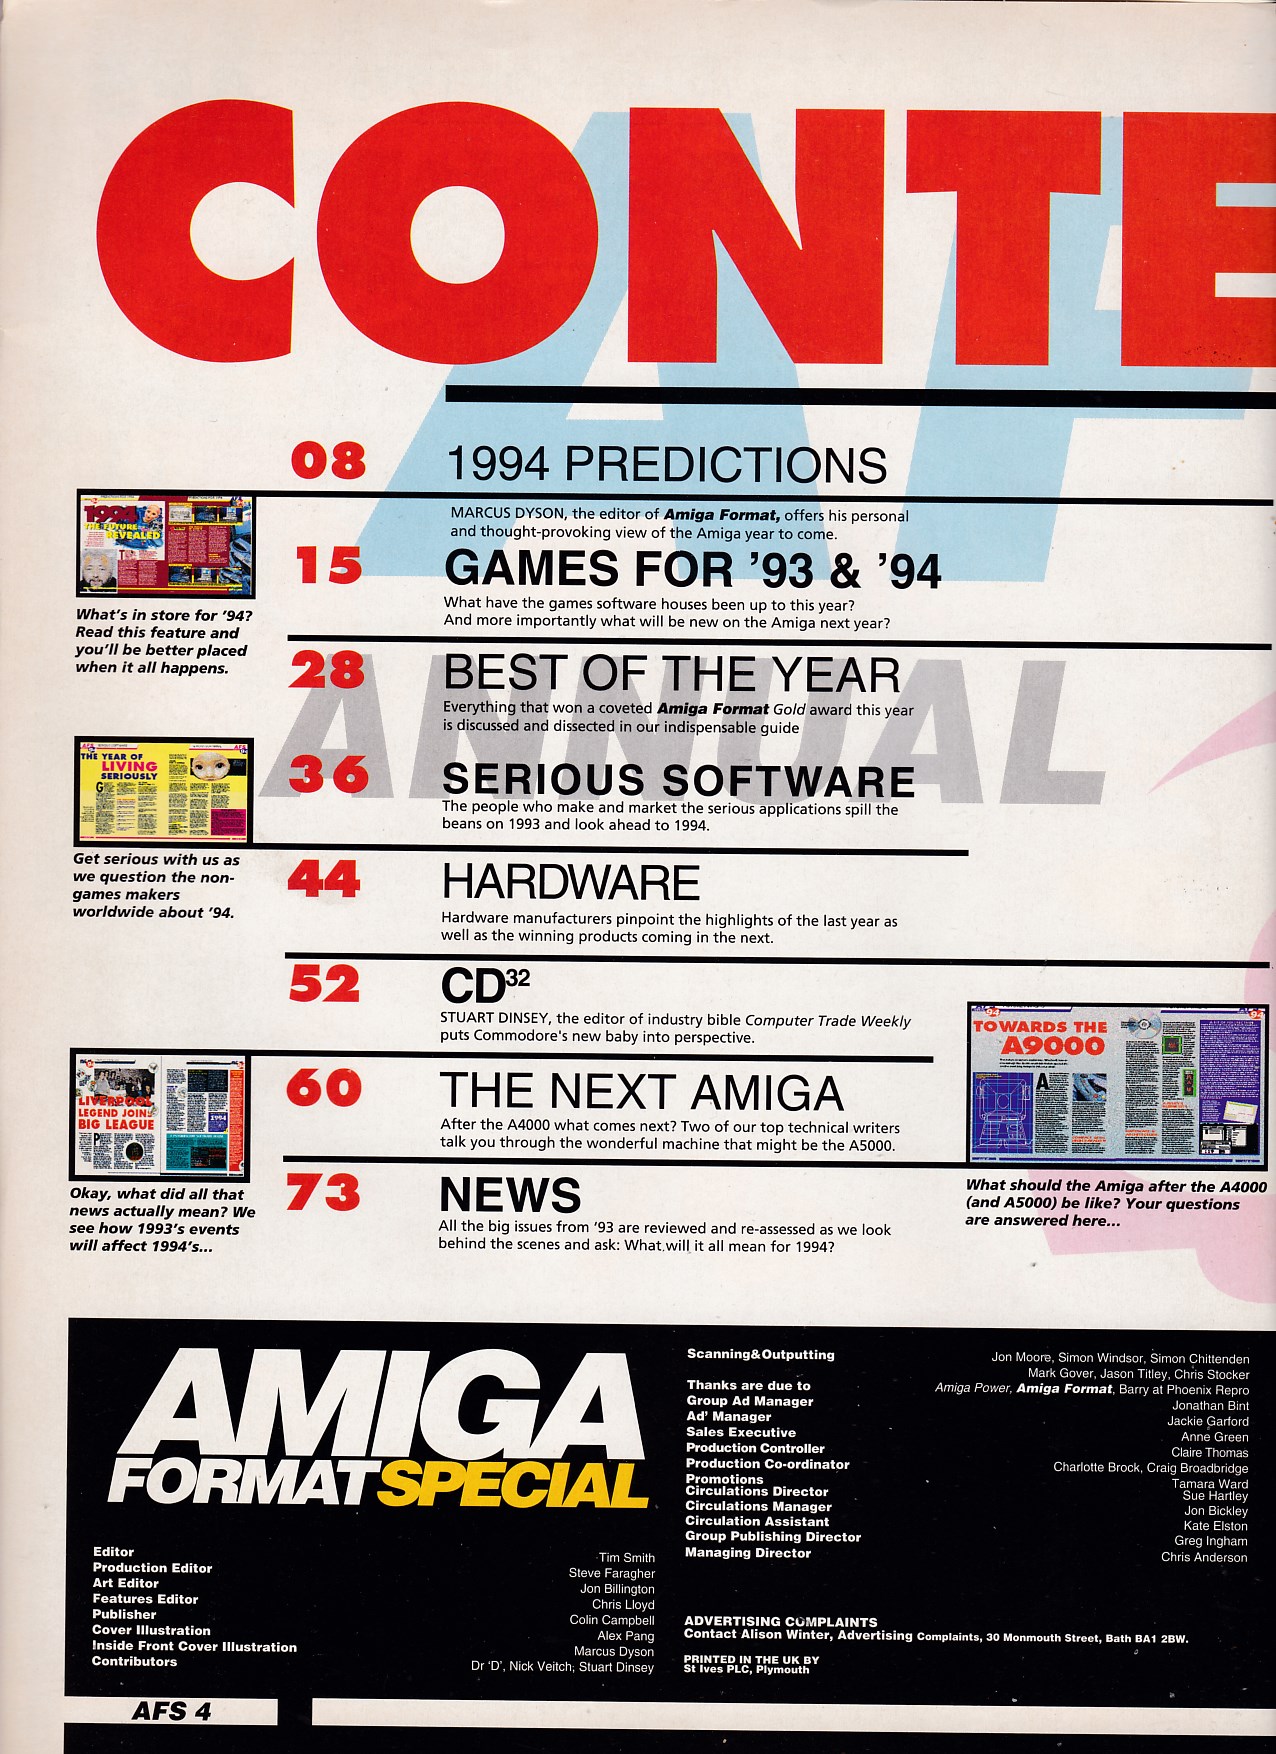 CONTE
AF
ANNUAL
08 1994 PREDICTIONS
MARCUS DYSON, the editor of Amiga Format, offers his personal
and thought-provoking view of the Amiga year to come.
1994
THE FUTURE
REVEALED
What's in store for '94?
Read this feature and
you'll be better placed
when it all happens.
15 GAMES FOR '93 & '94
What have the games software houses been up to this year?
And more importantly what will be new on the Amiga next year?
28 BEST OF THE YEAR
Everything that won a coveted Amiga Format Gold award this year
is discussed and dissected in our indispensable guide
36 SERIOUS SOFTWARE
The people who make and market the serious applications spill the
beans on 1993 and look ahead to 1994.
THE YEAR OF
LIVING
SERIOUSLY
Get serious with us as
we question the non-
games makers
worldwide about '94.
44 HARDWARE
Hardware manufacturers pinpoint the highlights of the last year as
well as the winning products coming in the next.
52 CD32
STUART DINSEY, the editor of industry bible Computer Trade Weekly
puts Commodore's new baby into perspective.
60 THE NEXT AMIGA
After the A4000 what comes next? Two of our top technical writers
talk you through the wonderful machine that might be the A5000.
TOWARDS THE
A9000
What should the Amiga after the A4000
(and A5000) be like? Your questions
are answered here...
LIVERPOOL
LEGEND JOINS
BIG LEAGUE
1994
Okay, what did all that
news actually mean? We
see how 1993's events
will affect 1994's...
73 NEWS
All the big issues from '93 are reviewed and re-assessed as we look
behind the scenes and ask: What will it all mean for 1994?
AMIGA
FORMAT SPECIAL
Editor Tim Smith
Production Editor Steve Faragher
Art Editor Jon Billington
Features Editor Chris Lloyd
Publisher Colin Campbell
Cover Illustration Alex Pang
Inside Front Cover Illustration Marcus Dyson
Contributors Dr 'D', Nick Veitch, Stuart Dinsey
Scanning&Outputting Jon Moore, Simon Windsor, Simon Chittenden
Mark Gover, Jason Titley, Chris Stocker
Thanks are due to Amiga Power, Amiga Format, Barry at Phoenix Repro
Group Ad Manager Jonathan Bint
Ad' Manager Jackie Garford
Sales Executive Anne Green
Production Controller Claire Thomas
Production Co-ordinator Charlotte Brock, Craig Broadbridge
Promotions Tamara Ward
Circulations Director Sue Hartley
Circulations Manager Jon Bickley
Circulation Assistant Kate Elston
Group Publishing Director Greg Ingham
Managing Director Chris Anderson
ADVERTISING COMPLAINTS
Contact Alison Winter, Advertising Complaints, 30 Monmouth Street, Bath BA1 2BW.
PRINTED IN THE UK BY
St Ives PLC, Plymouth
AFS 4